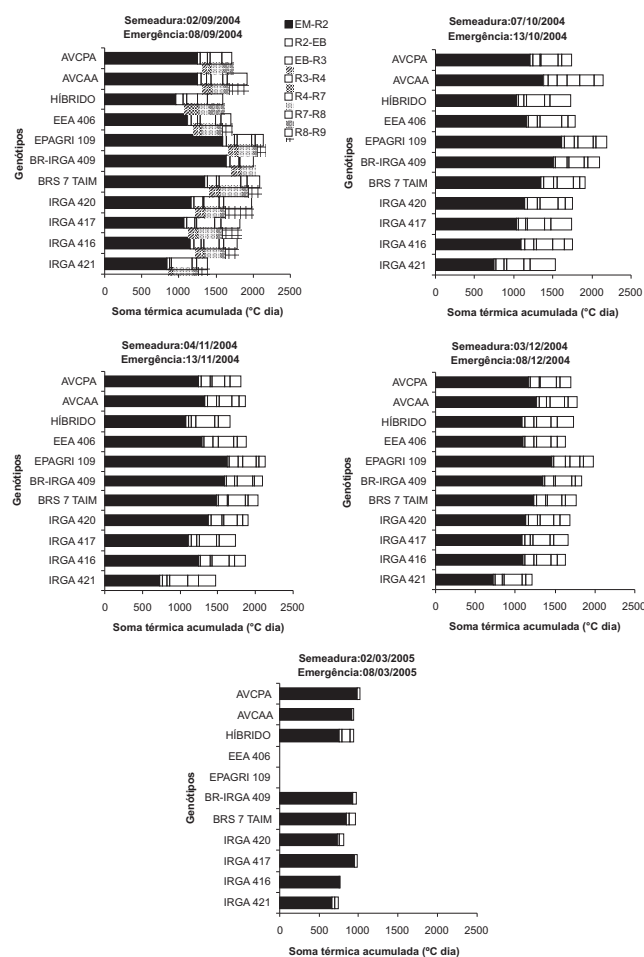 Semeadura:02/09/2004
Emergência:08/09/2004
Genótipos
AVCPA
AVCAA
HÍBRIDO
EEA 406
EPAGRI 109
BR-IRGA 409
BRS 7 TAIM
IRGA 420
IRGA 417
IRGA 416
IRGA 421
0 500 1000 1500 2000 2500
Soma térmica acumulada (°C dia)
EM-R2
R2-EB
EB-R3
R3-R4
R4-R7
R7-R8
R8-R9
Semeadura:07/10/2004
Emergência:13/10/2004
Genótipos
AVCPA
AVCAA
HÍBRIDO
EEA 406
EPAGRI 109
BR-IRGA 409
BRS 7 TAIM
IRGA 420
IRGA 417
IRGA 416
IRGA 421
0 500 1000 1500 2000 2500
Soma térmica acumulada (°C dia)
Semeadura:04/11/2004
Emergência:13/11/2004
Genótipos
AVCPA
AVCAA
HÍBRIDO
EEA 406
EPAGRI 109
BR-IRGA 409
BRS 7 TAIM
IRGA 420
IRGA 417
IRGA 416
IRGA 421
0 500 1000 1500 2000 2500
Soma térmica acumulada (°C dia)
Semeadura:03/12/2004
Emergência:08/12/2004
Genótipos
AVCPA
AVCAA
HÍBRIDO
EEA 406
EPAGRI 109
BR-IRGA 409
BRS 7 TAIM
IRGA 420
IRGA 417
IRGA 416
IRGA 421
0 500 1000 1500 2000 2500
Soma térmica acumulada (°C dia)
Semeadura:02/03/2005
Emergência:08/03/2005
Genótipos
AVCPA
AVCAA
HÍBRIDO
EEA 406
EPAGRI 109
BR-IRGA 409
BRS 7 TAIM
IRGA 420
IRGA 417
IRGA 416
IRGA 421
0 500 1000 1500 2000 2500
Soma térmica acumulada (ºC dia)